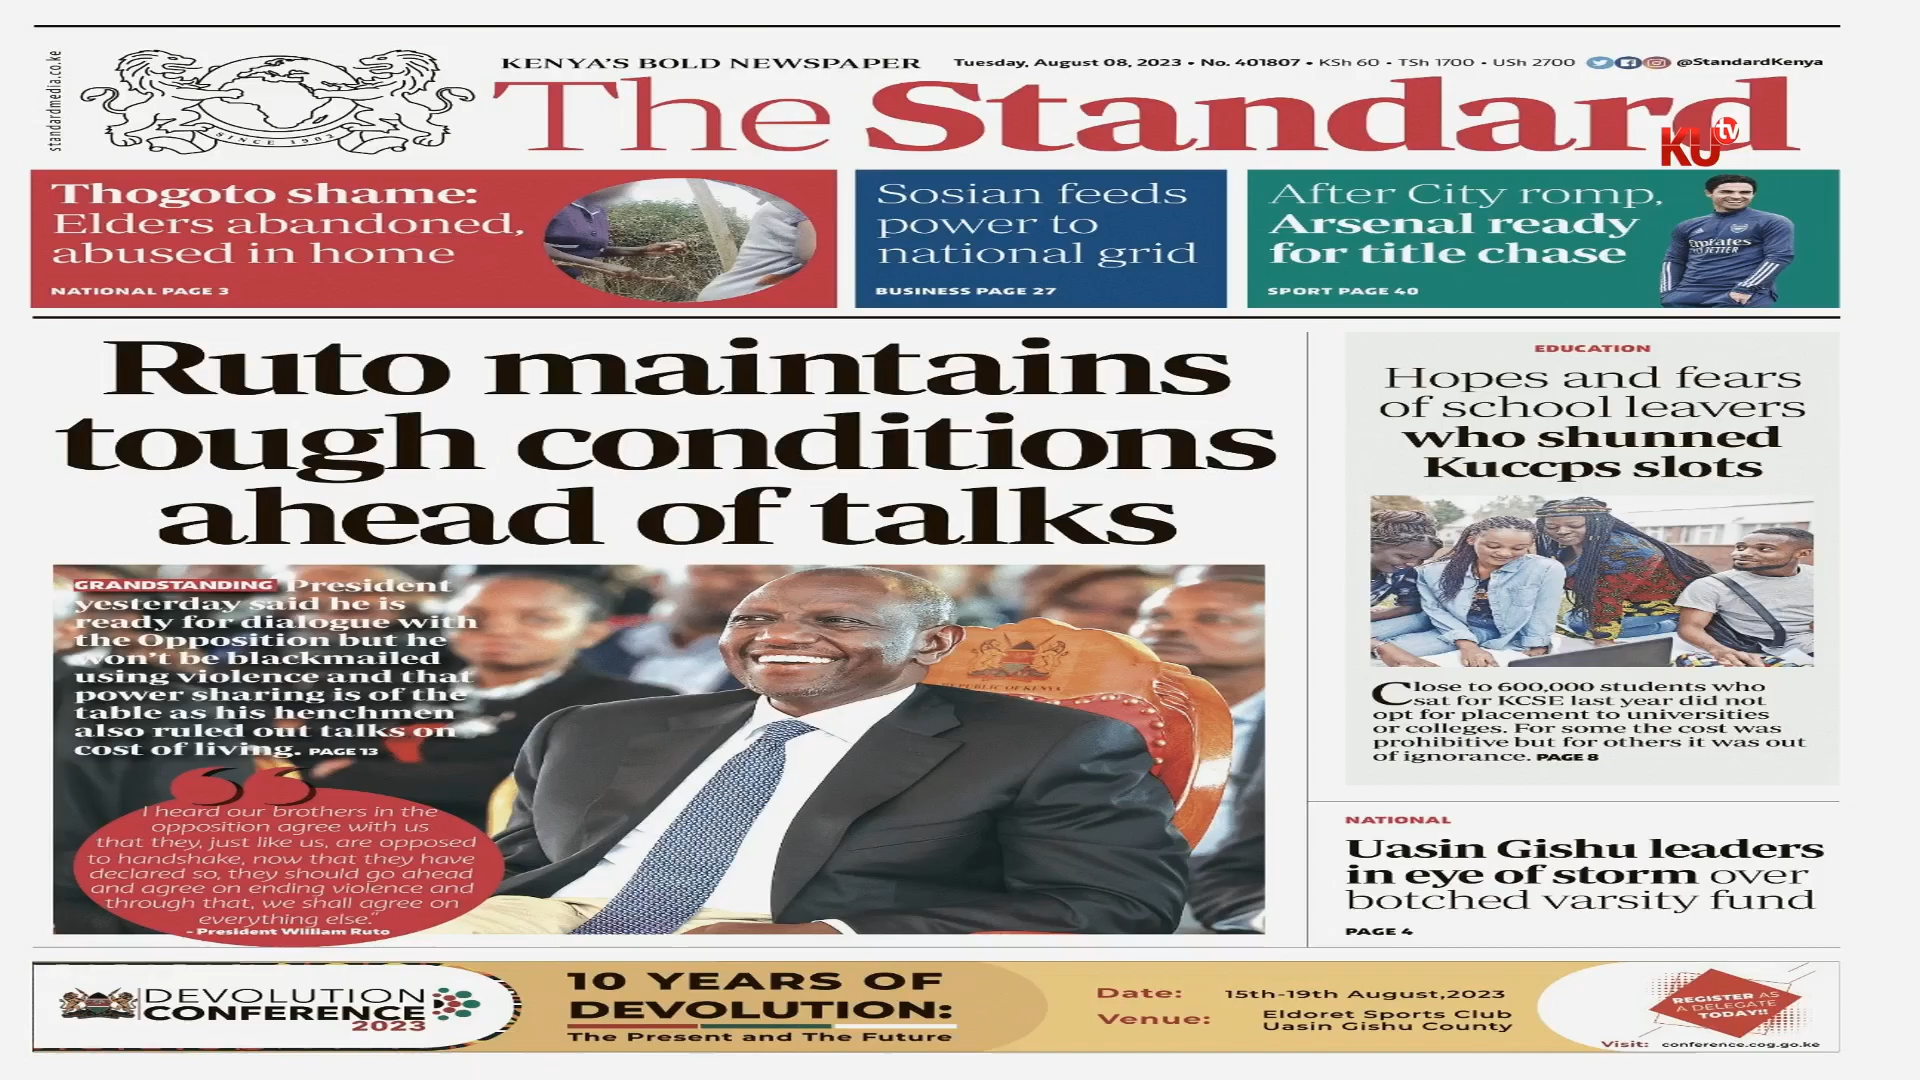 standardmedia.co.ke
SINCE 1902
KENYA'S BOLD NEWSPAPER
Tuesday, August 08, 2023 • No. 401807 • KSh 60 • TSh 1700 • USh 2700 @StandardKenya
The Standard
KU tv
Thogoto shame:
Elders abandoned,
abused in home
NATIONAL PAGE 3
Sosian feeds
power to
national grid
BUSINESS PAGE 27
After City romp,
Arsenal ready
for title chase
SPORT PAGE 40
Emirates
FLY BETTER
Ruto maintains
tough conditions
ahead of talks
GRANDSTANDING President
yesterday said he is
ready for dialogue with
the Opposition but he
won't be blackmailed
using violence and that
power sharing is of the
table as his henchmen
also ruled out talks on
cost of living. PAGE 13
REPUBLIC OF KENYA
I heard our brothers in the
opposition agree with us
that they, just like us, are opposed
to handshake, now that they have
declared so, they should go ahead
and agree on ending violence and
through that, we shall agree on
everything else."
- President William Ruto
EDUCATION
Hopes and fears
of school leavers
who shunned
Kuccps slots
Close to 600,000 students who
sat for KCSE last year did not
opt for placement to universities
or colleges. For some the cost was
prohibitive but for others it was out
of ignorance. PAGE 8
NATIONAL
Uasin Gishu leaders
in eye of storm over
botched varsity fund
PAGE 4
DEVOLUTION
CONFERENCE
2023
10 YEARS OF
DEVOLUTION:
The Present and The Future
Date: 15th-19th August,2023
Venue: Eldoret Sports Club
Uasin Gishu County
REGISTER AS
A DELEGATE
TODAY!!
Visit: conference.cog.go.ke